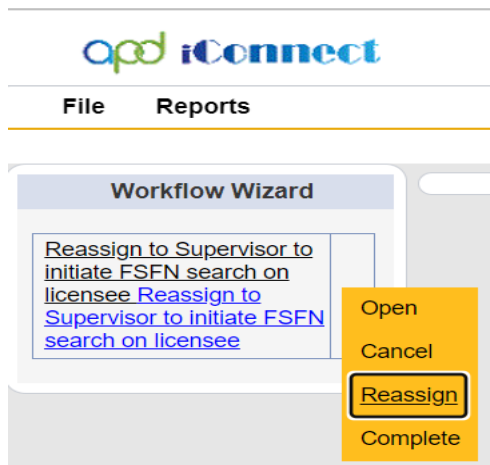 apd iConnect
File Reports
Workflow Wizard
Reassign to Supervisor to
initiate FSFN search on
licensee Reassign to
Supervisor to initiate FSFN
search on licensee
Open
Cancel
Reassign
Complete